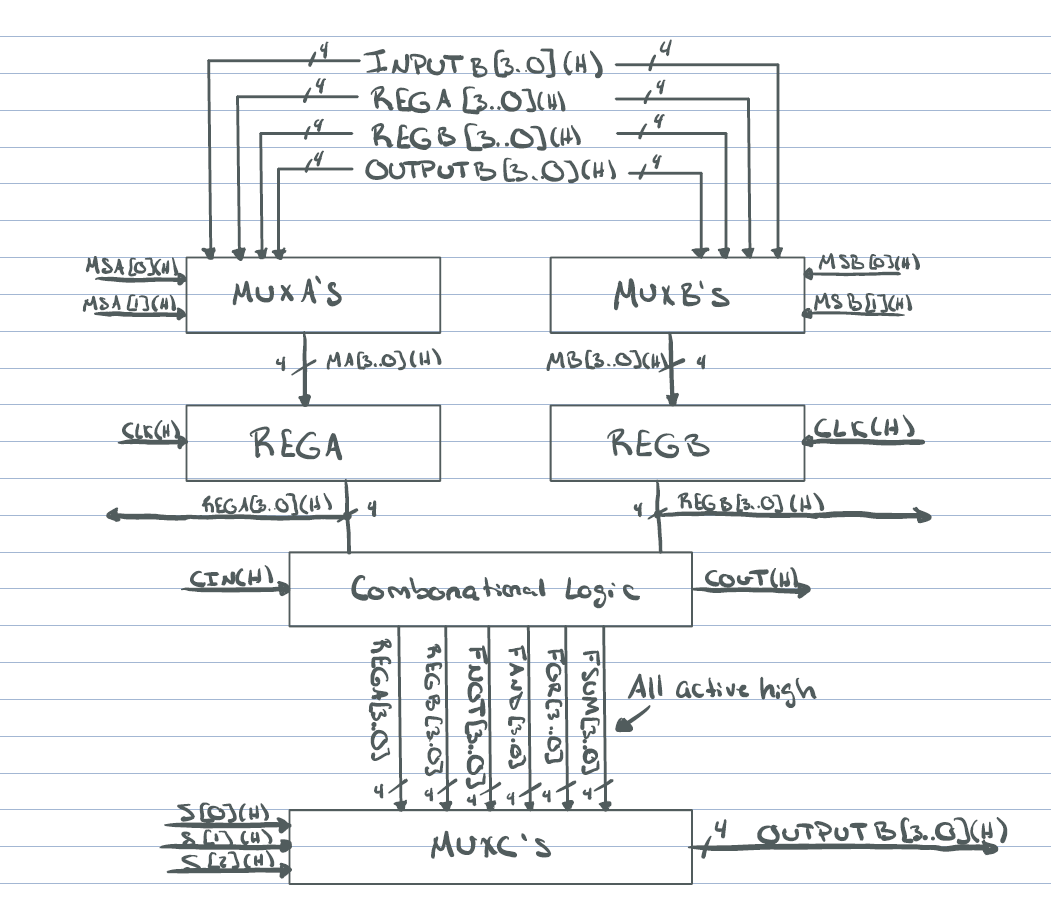 4 INPUTB[3..0](H) 4
4 REGA[3..0](H) 4
4 REGB[3..0](H) 4
4 OUTPUTB[3..0](H) 4
MSA[0](H) MUXA'S MUXB'S MSB[0](H)
MSA[1](H) MSB[1](H)
4 MA[3..0](H) MB[3..0](H) 4
CLK(H) REGA REGB CLK(H)
REGA[3..0](H) 4 4 REGB[3..0](H)
CIN(H) Combonational Logic COUT(H)
REGA[3..0]
REGB[3..0]
FNOT[3..0]
FAND[3..0]
FOR[3..0]
FSUM[3..0]
All active high
4 4 4 4 4 4
S[0](H)
S[1](H) MUXC'S 4 OUTPUTB[3..0](H)
S[2](H)